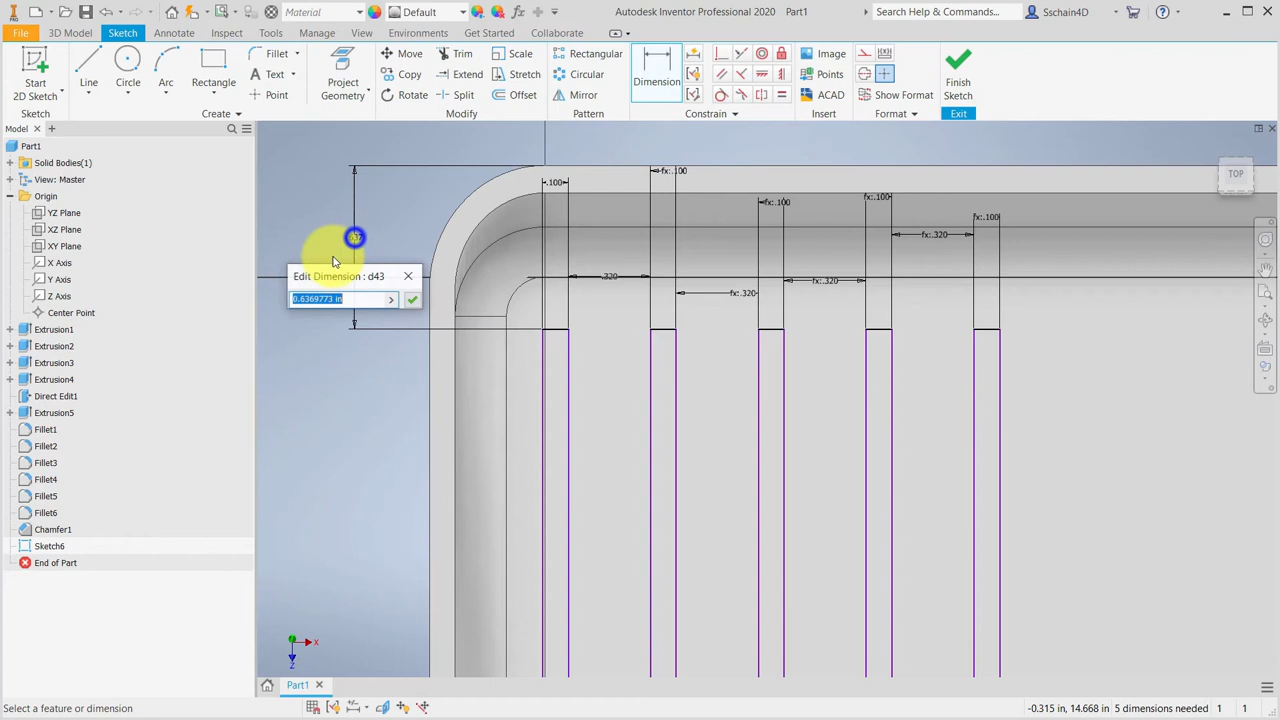 Material
Default
Autodesk Inventor Professional 2020 Part1
Search Help & Commands...
Sschain4D
File
3D Model
Sketch
Annotate
Inspect
Tools
Manage
View
Environments
Get Started
Collaborate
Start
2D Sketch
Line
Circle
Arc
Rectangle
Fillet
Text
Point
Project
Geometry
Move
Copy
Rotate
Trim
Extend
Split
Scale
Stretch
Offset
Rectangular
Circular
Mirror
Dimension
Image
Points
ACAD
Show Format
Finish
Sketch
Sketch
Create
Modify
Pattern
Constrain
Insert
Format
Exit
Model
Part1
Solid Bodies(1)
View: Master
Origin
YZ Plane
XZ Plane
XY Plane
X Axis
Y Axis
Z Axis
Center Point
Extrusion1
Extrusion2
Extrusion3
Extrusion4
Direct Edit1
Extrusion5
Fillet1
Fillet2
Fillet3
Fillet4
Fillet5
Fillet6
Chamfer1
Sketch6
End of Part
TOP
.100
fx:.100
fx:.100
fx:.100
fx:.100
fx:.320
.320
fx:.320
fx:.320
Edit Dimension : d43
0.6369773 in
X
Z
Part1
Select a feature or dimension
-0.315 in, 14.668 in 5 dimensions needed 1 1